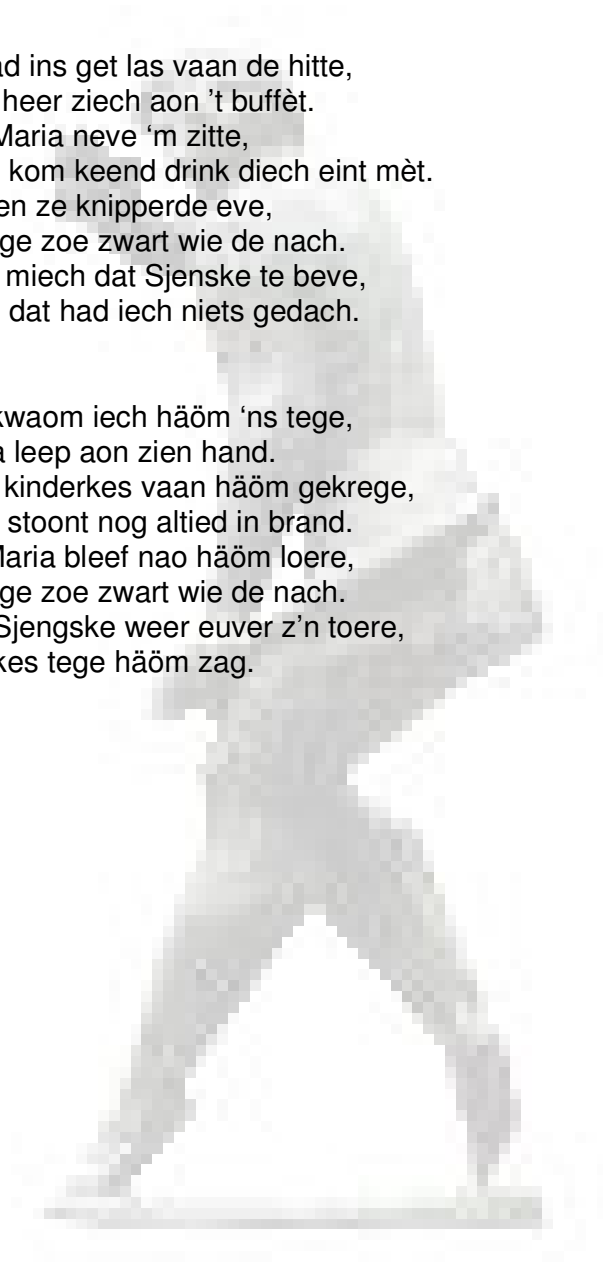 ad ins get las vaan de hitte,
heer ziech aon ’t buffèt.
Maria neve ‘m zitte,
kom keend drink diech eint mèt.
en ze knipperde eve,
ge zoe zwart wie de nach.
miech dat Sjenske te beve,
dat had iech niets gedach.
kwaom iech häöm ‘ns tege,
a leep aon zien hand.
kinderkes vaan häöm gekrege,
stoont nog altied in brand.
Maria bleef nao häöm loere,
ge zoe zwart wie de nach.
Sjengske weer euver z’n toere,
kes tege häöm zag.